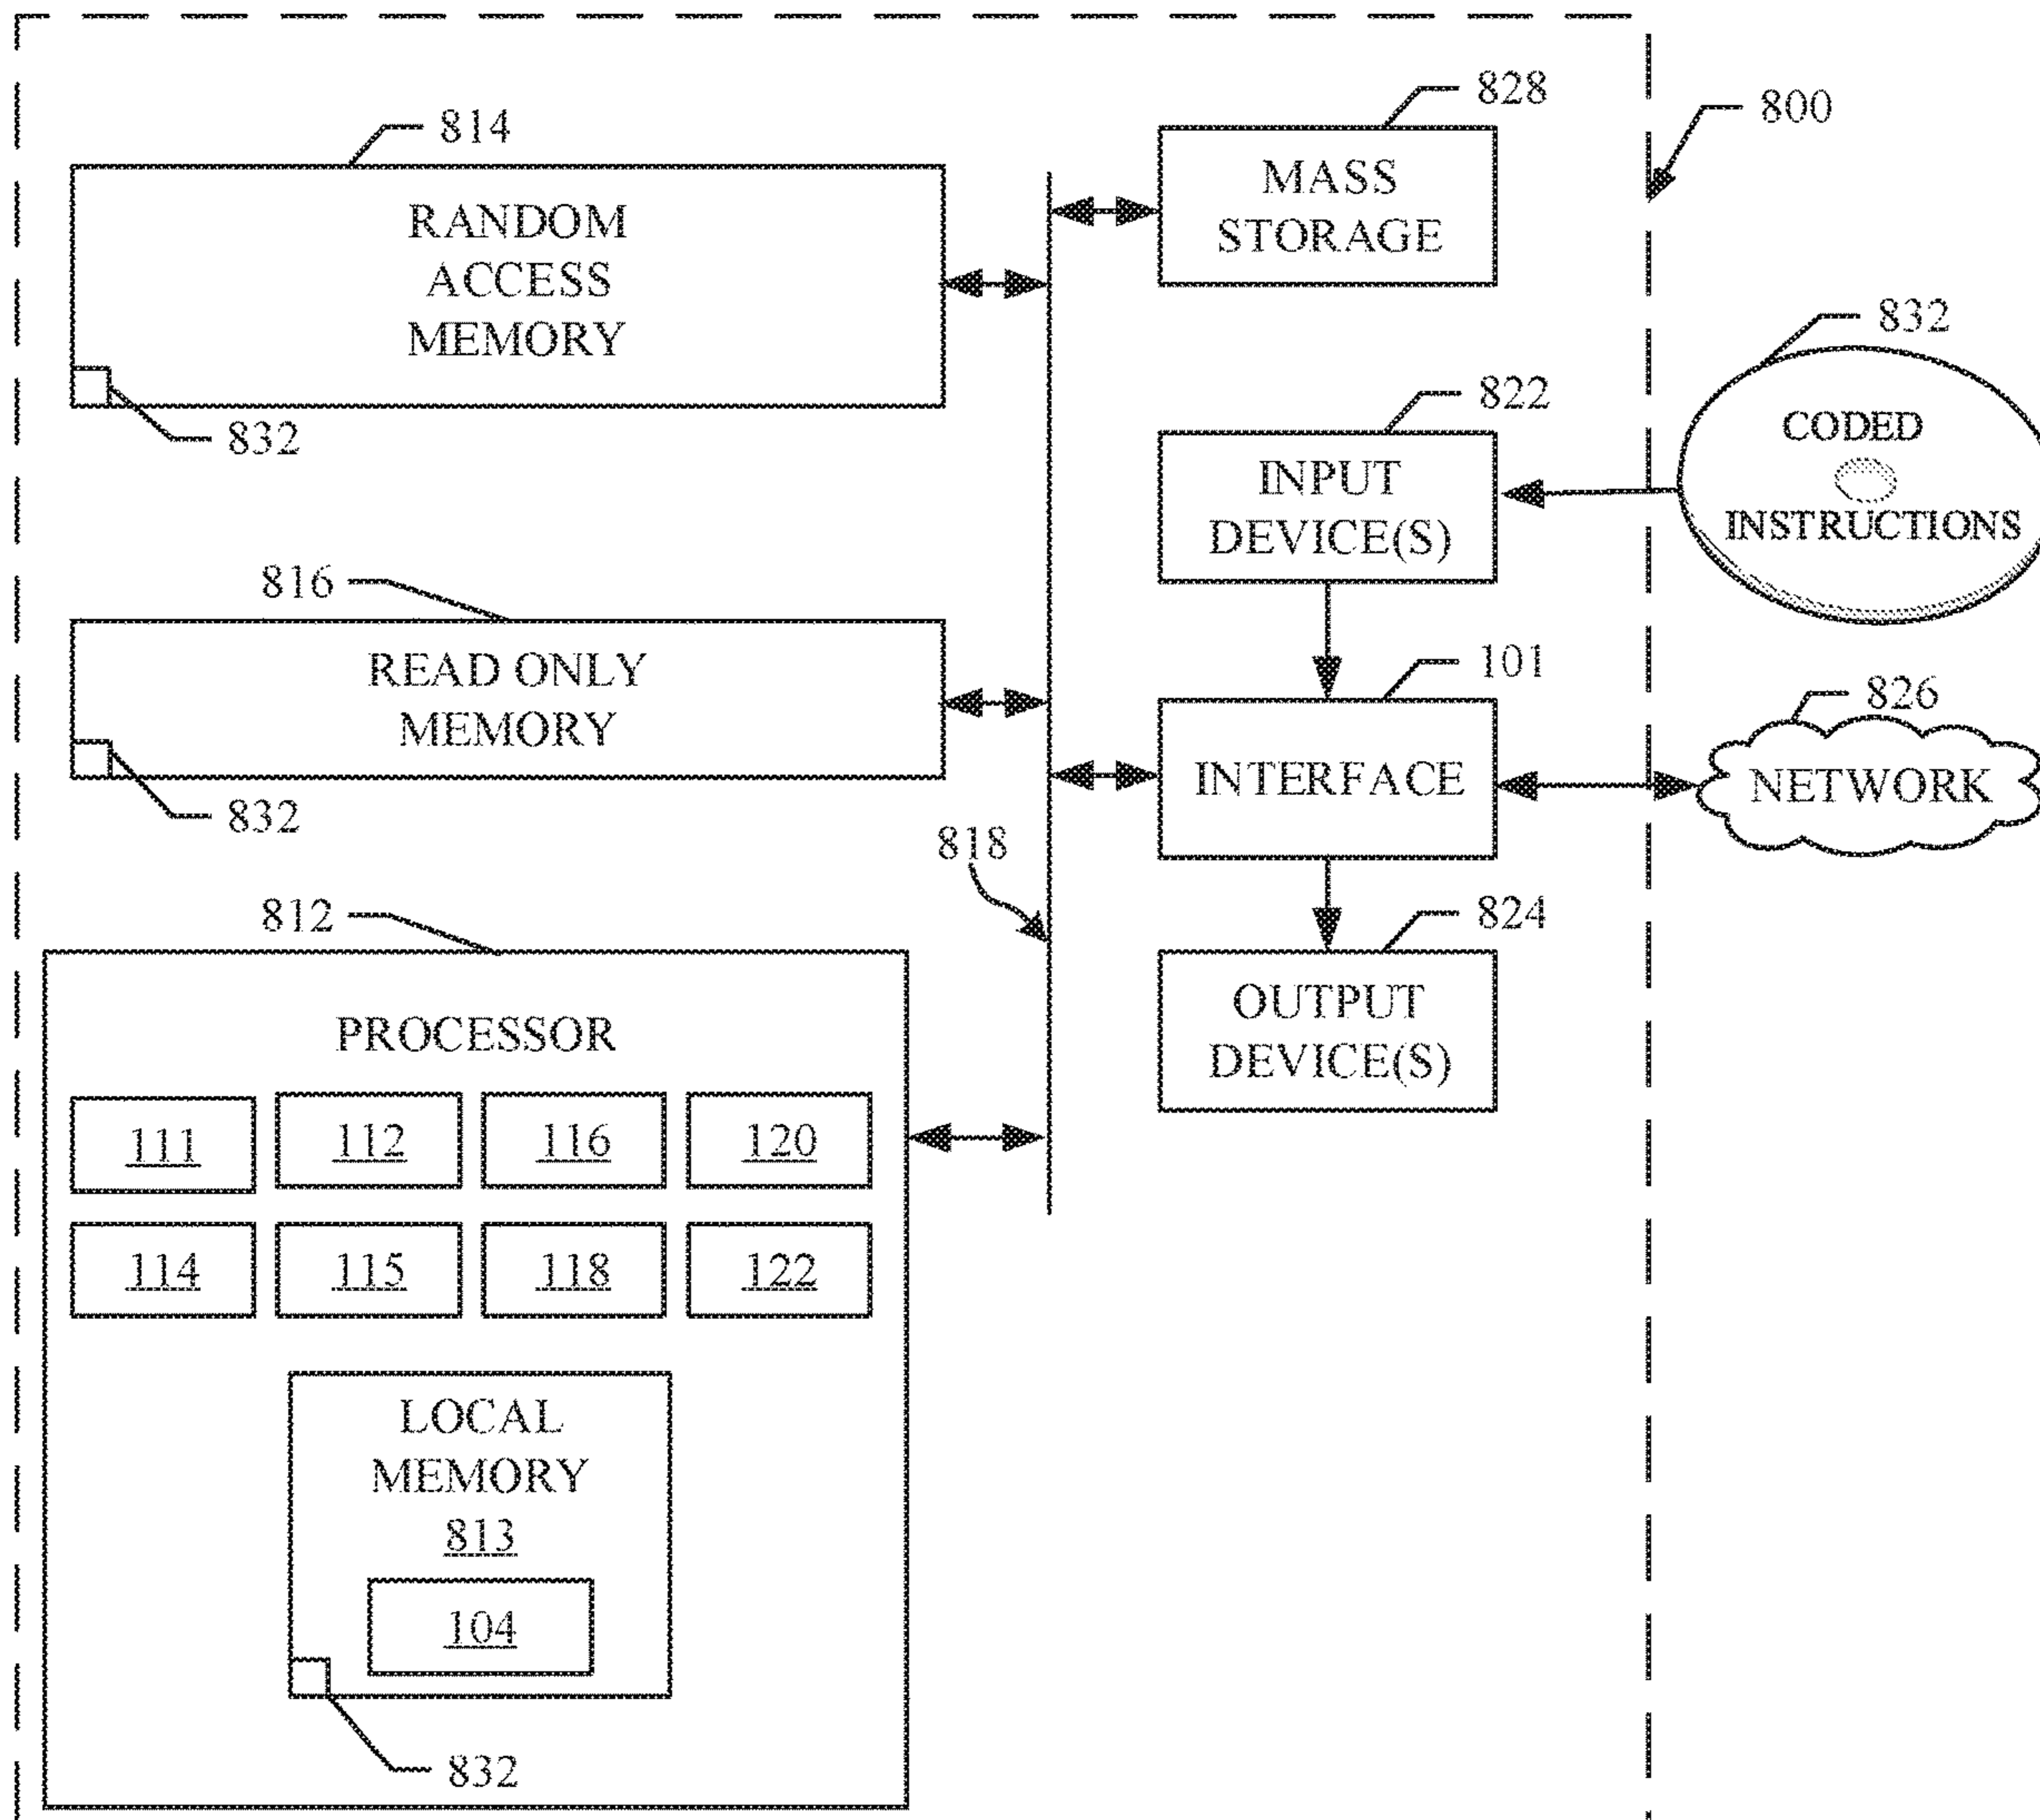 814
RANDOM
ACCESS
MEMORY
832
816
READ ONLY
MEMORY
832
812
PROCESSOR
111 112 116 120
114 115 118 122
LOCAL
MEMORY
813
104
832
818
828
MASS
STORAGE
822
INPUT
DEVICE(S)
101
INTERFACE
824
OUTPUT
DEVICE(S)
800
832
CODED
INSTRUCTIONS
826
NETWORK